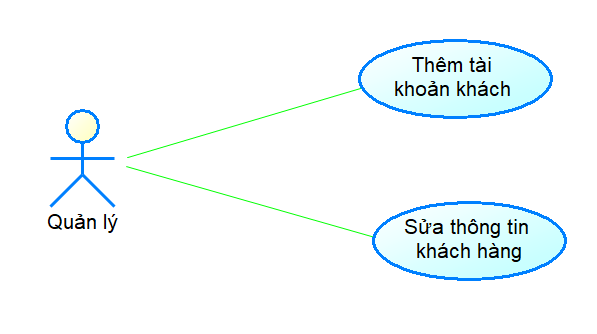 Thêm tài
khoản khách
Quản lý
Sửa thông tin
khách hàng